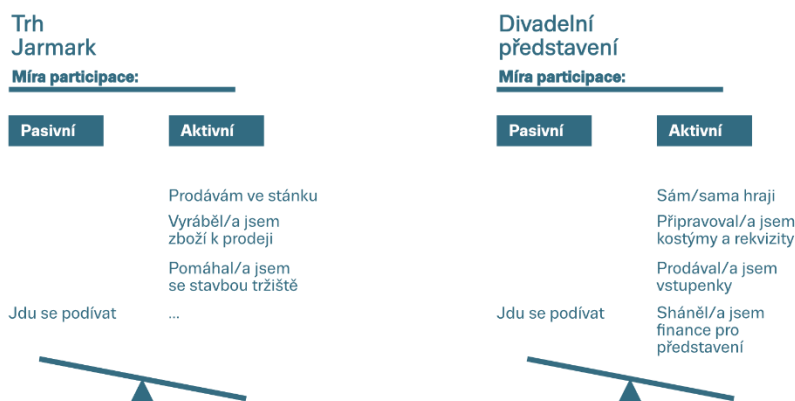 Trh
Jarmark
Míra participace:
Pasivní
Aktivní
Prodávám ve stánku
Vyráběl/a jsem
zboží k prodeji
Pomáhal/a jsem
se stavbou tržiště
Jdu se podívat
...
Divadelní
představení
Míra participace:
Pasivní
Aktivní
Sám/sama hraji
Připravoval/a jsem
kostýmy a rekvizity
Prodával/a jsem
vstupenky
Jdu se podívat
Sháněl/a jsem
finance pro
představení